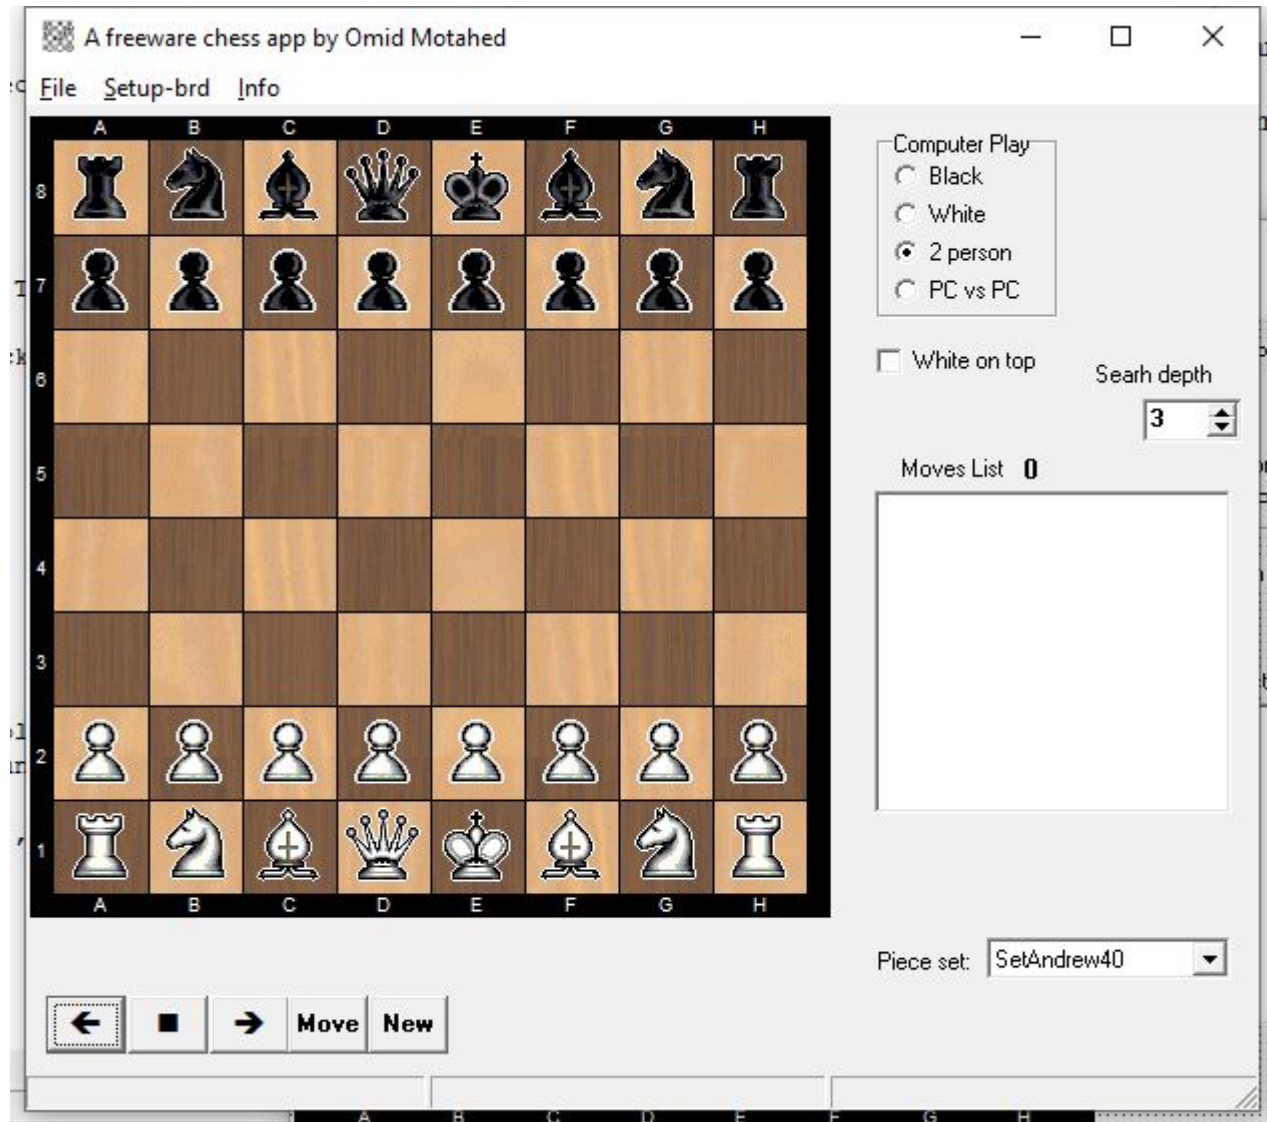 A freeware chess app by Omid Motahed
File Setup-brd Info
A B C D E F G H
8
7
6
5
4
3
2
1
A B C D E F G H
Computer Play
Black
White
2 person
PC vs PC
White on top
Searh depth
3
Moves List 0
Piece set: SetAndrew40
Move New
A B C D E F G H